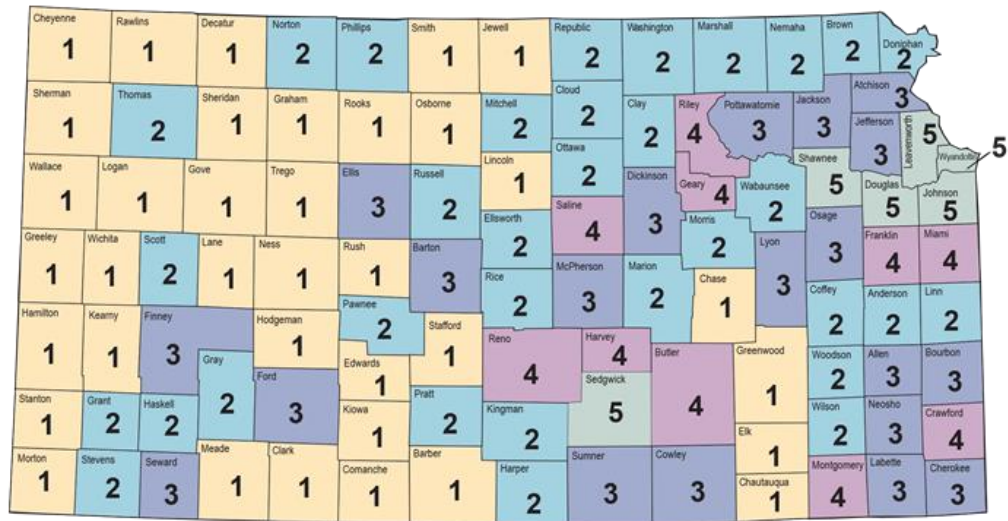 Cheyenne Rawlins Decatur Norton Phillips Smith Jewell Republic Washington Marshall Nemaha Brown Doniphan
1 1 1 2 2 1 1 2 2 2 2 2 2
Sherman Thomas Sheridan Graham Rooks Osborne Mitchell Cloud Clay Riley Pottawatomie Jackson Atchison
1 2 1 1 1 1 2 2 2 4 3 3 3
Jefferson Leavenworth Wyandotte
3 5 5
Wallace Logan Gove Trego Ellis Russell Lincoln Ottawa Dickinson Geary Wabaunsee Shawnee Douglas Johnson
1 1 1 1 3 2 1 2 3 4 2 5 5 5
Ellsworth Saline Morris Osage
2 4 2 3
Greeley Wichita Scott Lane Ness Rush Barton Rice McPherson Marion Chase Lyon Franklin Miami
1 1 2 1 1 1 3 2 3 2 1 3 4 4
Pawnee Coffey Anderson Linn
2 2 2 2
Hamilton Kearny Finney Hodgeman Stafford Reno Harvey Butler Greenwood Woodson Allen Bourbon
1 1 3 1 1 4 4 4 1 2 3 3
Gray Ford Edwards Sedgwick
2 3 1 5
Stanton Grant Haskell Kiowa Pratt Kingman Elk Wilson Neosho Crawford
1 2 2 1 2 2 1 2 3 4
Morton Stevens Seward Meade Clark Comanche Barber Harper Sumner Cowley Chautauqua Montgomery Labette Cherokee
1 2 3 1 1 1 1 2 3 3 1 4 3 3